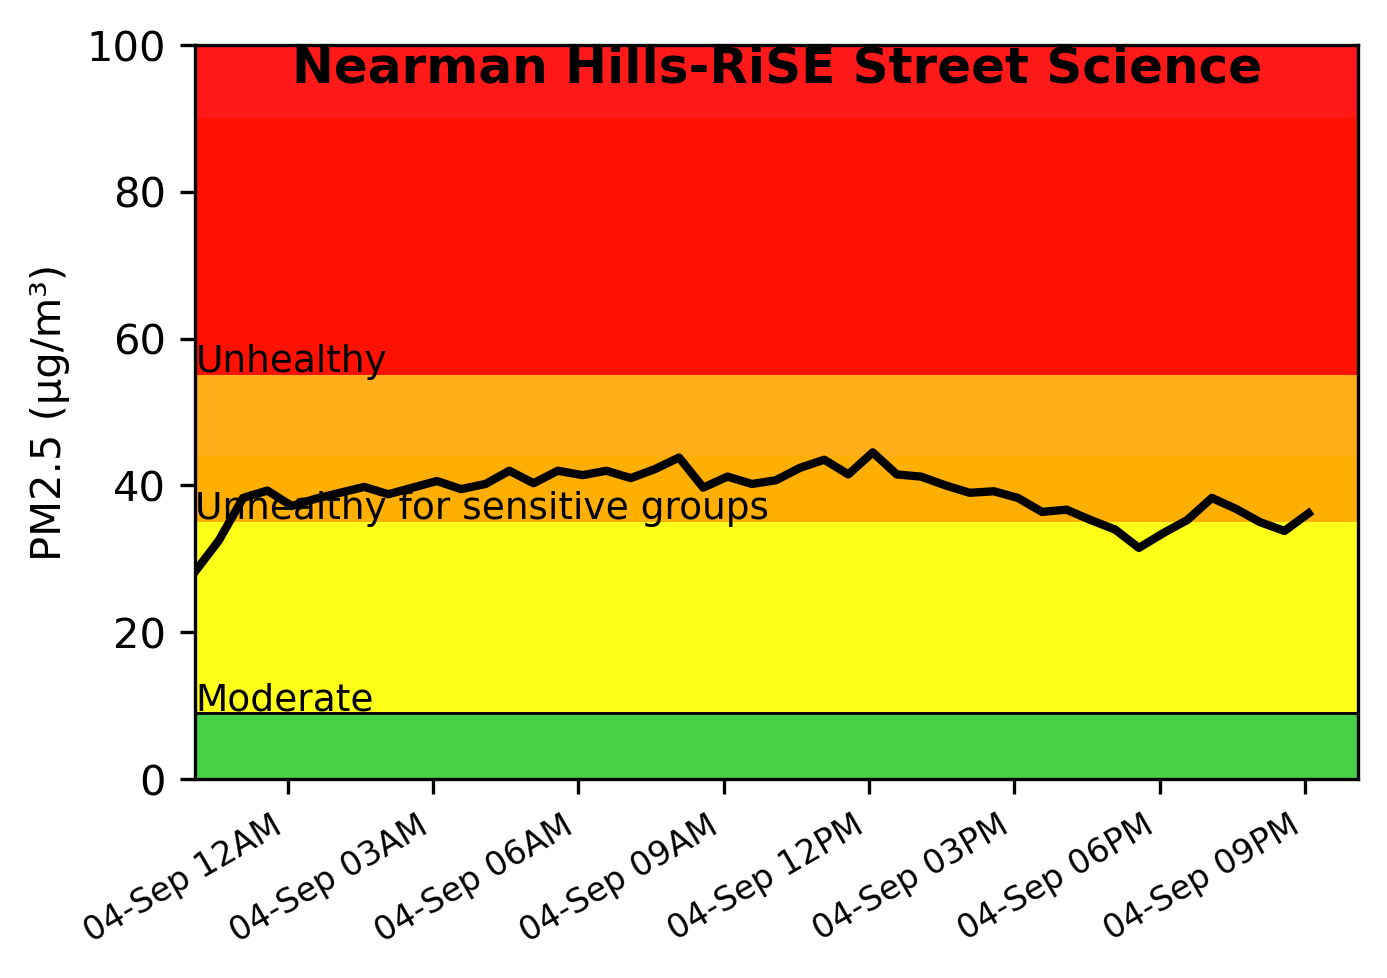 Nearman Hills-RiSE Street Science
PM2.5 (µg/m³)
100
80
60
40
20
0
Unhealthy
Unhealthy for sensitive groups
Moderate
04-Sep 12AM
04-Sep 03AM
04-Sep 06AM
04-Sep 09AM
04-Sep 12PM
04-Sep 03PM
04-Sep 06PM
04-Sep 09PM